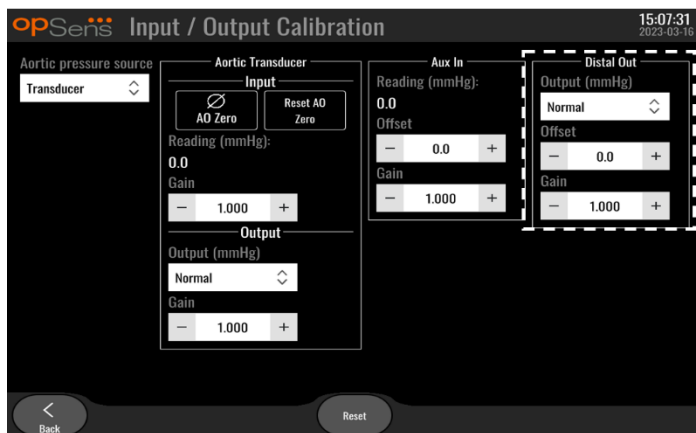 opSens Input / Output Calibration
15:07:31
2023-03-16
Aortic pressure source
Transducer
Aortic Transducer
Input
AO Zero
Reset AO
Zero
Reading (mmHg):
0.0
Gain
− 1.000 +
Output
Output (mmHg)
Normal
Gain
− 1.000 +
Aux In
Reading (mmHg):
0.0
Offset
− 0.0 +
Gain
− 1.000 +
Distal Out
Output (mmHg)
Normal
Offset
− 0.0 +
Gain
− 1.000 +
Back
Reset